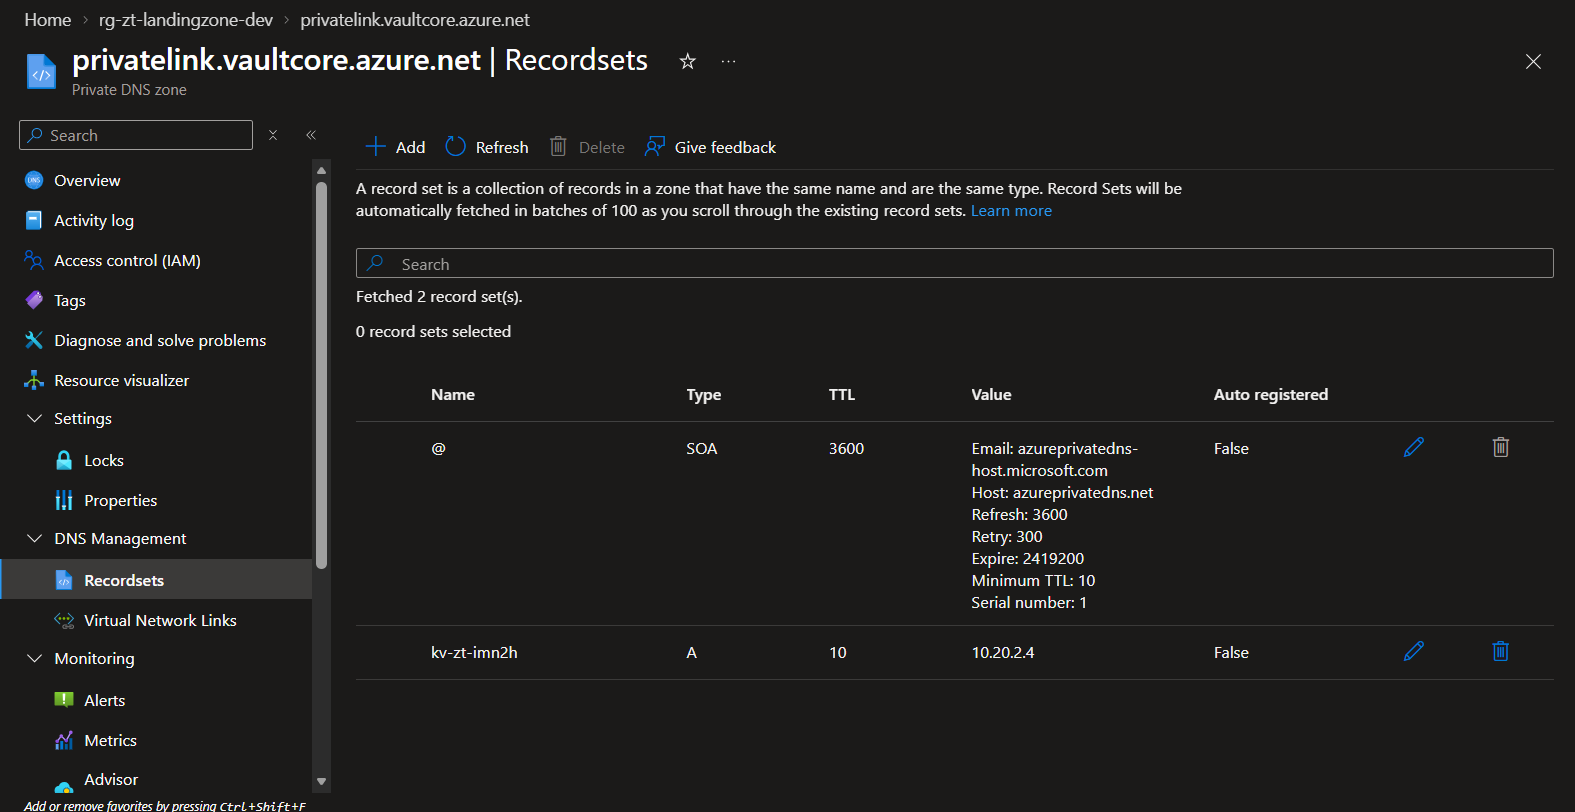 Home > rg-zt-landingzone-dev > privatelink.vaultcore.azure.net
privatelink.vaultcore.azure.net | Recordsets
Private DNS zone
Search
Overview
Activity log
Access control (IAM)
Tags
Diagnose and solve problems
Resource visualizer
Settings
Locks
Properties
DNS Management
Recordsets
Virtual Network Links
Monitoring
Alerts
Metrics
Advisor
Add or remove favorites by pressing Ctrl+Shift+F
Add Refresh Delete Give feedback
A record set is a collection of records in a zone that have the same name and are the same type. Record Sets will be
automatically fetched in batches of 100 as you scroll through the existing record sets. Learn more
Search
Fetched 2 record set(s).
0 record sets selected
Name Type TTL Value Auto registered
@ SOA 3600 Email: azureprivatedns- False
host.microsoft.com
Host: azureprivatedns.net
Refresh: 3600
Retry: 300
Expire: 2419200
Minimum TTL: 10
Serial number: 1
kv-zt-imn2h A 10 10.20.2.4 False